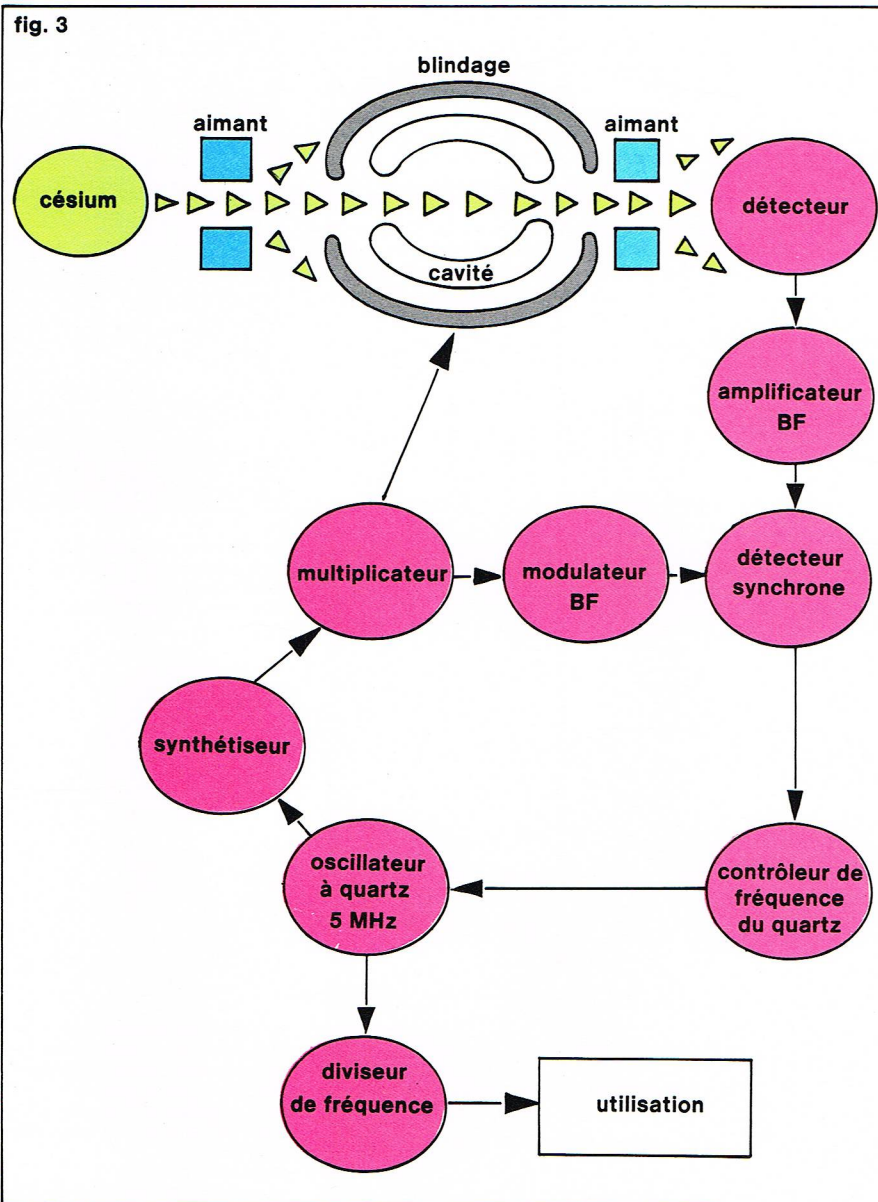 fig. 3
blindage
aimant
aimant
césium
détecteur
cavité
amplificateur
BF
multiplicateur
modulateur
BF
détecteur
synchrone
synthétiseur
oscillateur
à quartz
5 MHz
contrôleur de
fréquence
du quartz
diviseur
de fréquence
utilisation